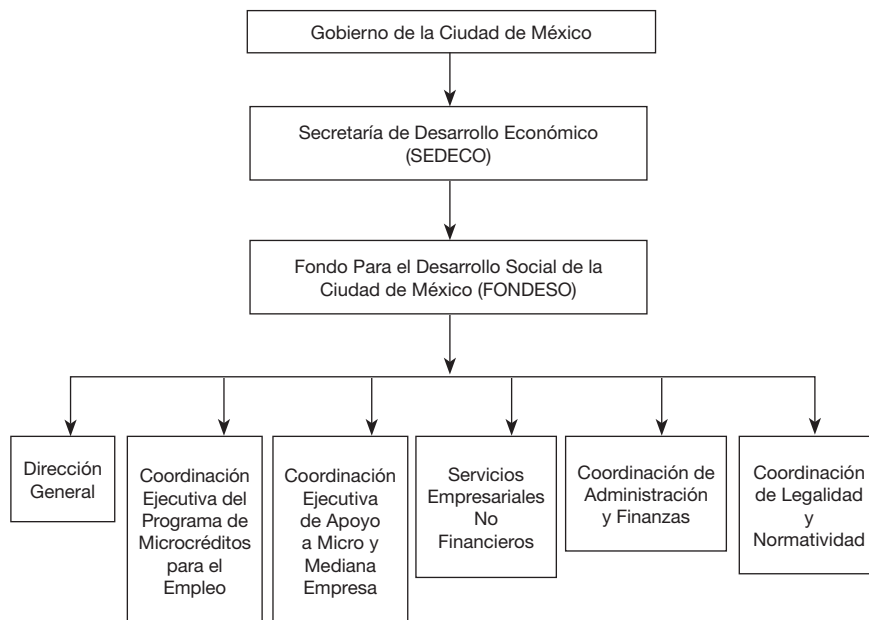 Gobierno de la Ciudad de México
Secretaría de Desarrollo Económico
(SEDECO)
Fondo Para el Desarrollo Social de la
Ciudad de México (FONDESO)
Dirección
General
Coordinación
Ejecutiva del
Programa de
Microcréditos
para el
Empleo
Coordinación
Ejecutiva
de Apoyo
a Micro y
Mediana
Empresa
Servicios
Empresariales
No
Financieros
Coordinación de
Administración
y Finanzas
Coordinación
de Legalidad
y
Normatividad